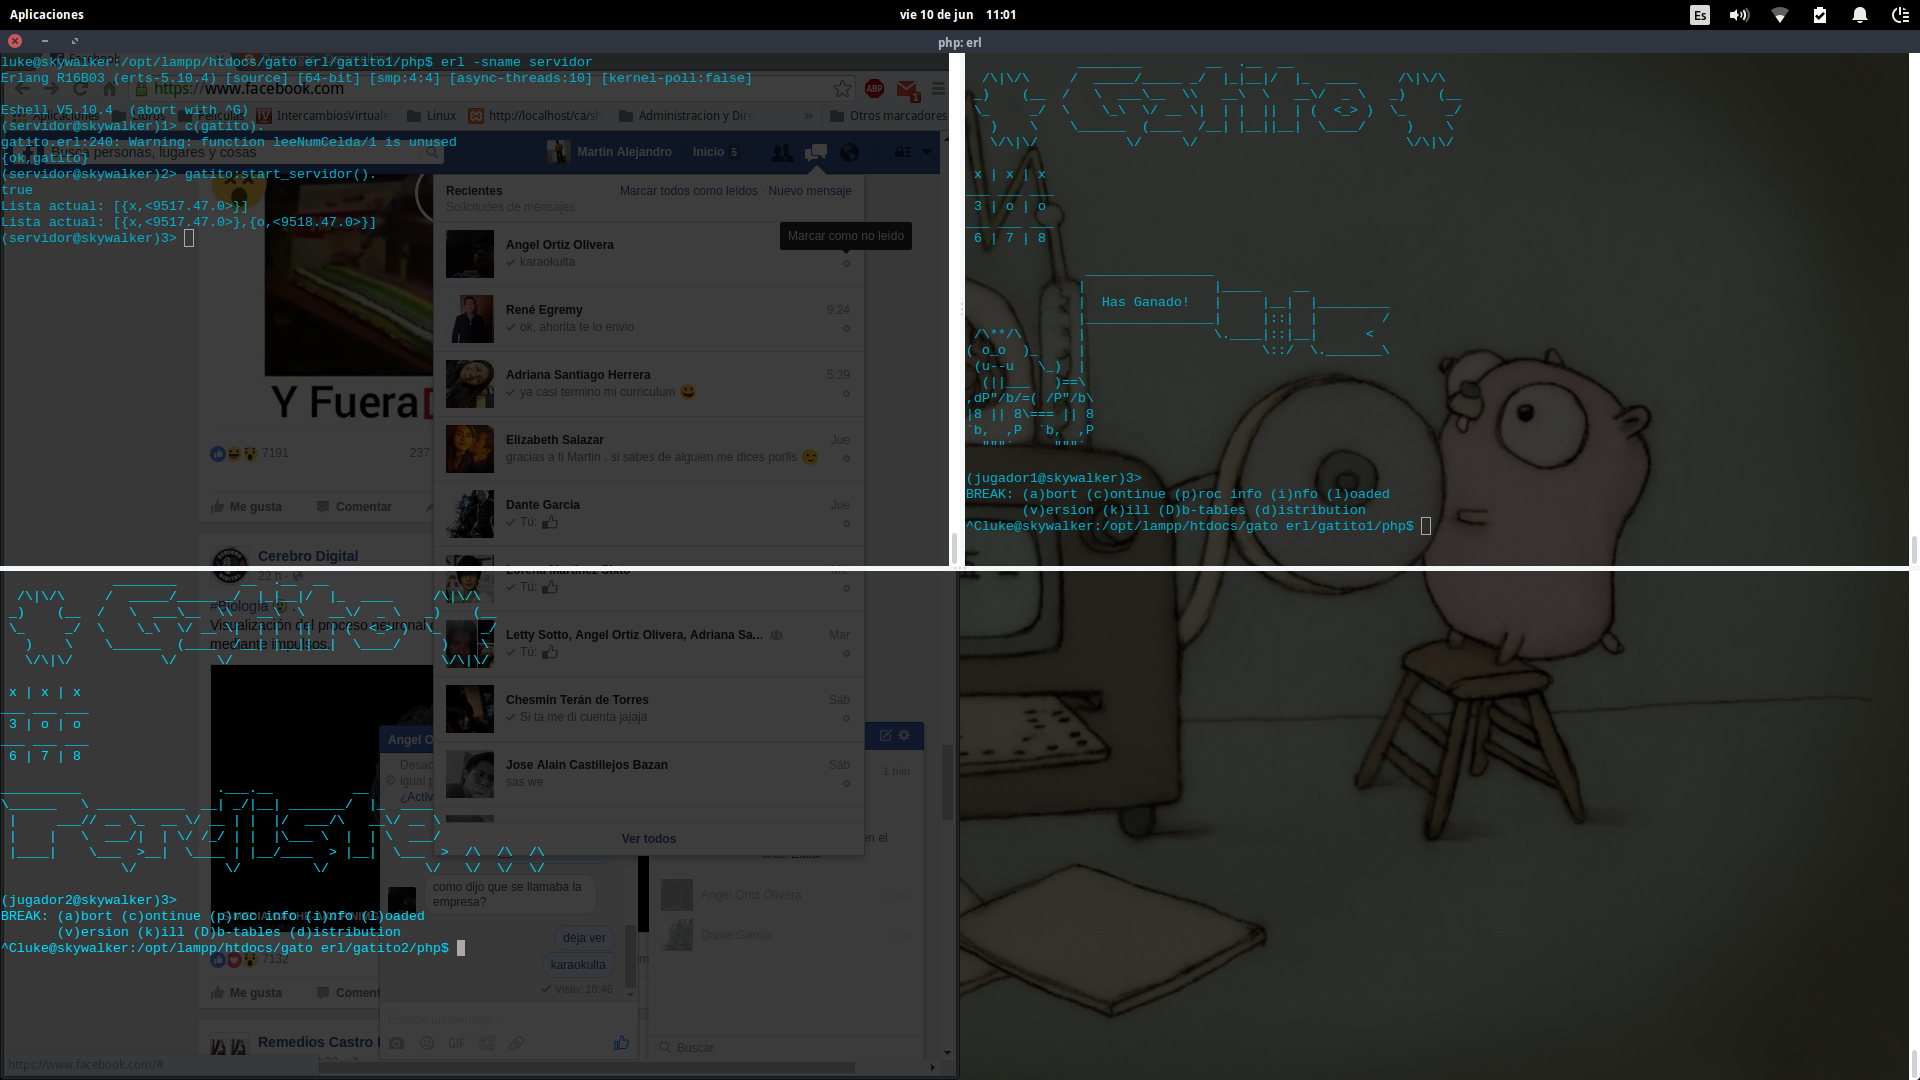 Aplicaciones
vie 10 de jun 11:01
Es
php: erl
luke@skywalker:/opt/lampp/htdocs/gato erl/gatito1/php$ erl -sname servidor
Erlang R16B03 (erts-5.10.4) [source] [64-bit] [smp:4:4] [async-threads:10] [kernel-poll:false]
https://www.facebook.com
ABP
1
Eshell V5.10.4 (abort with ^G)
Aplicaciones
Libros
Películas
IntercambiosVirtuale
Linux
http://localhost/ca/sh
Administracion y Dire
»
Otros marcadores
(servidor@skywalker)1> c(gatito).
gatito.erl:240: Warning: function leeNumCelda/1 is unused
{ok,gatito}
Busca personas, lugares y cosas
Martin Alejandro
Inicio 5
(servidor@skywalker)2> gatito:start_servidor().
true
Lista actual: [{x,<9517.47.0>}]
Lista actual: [{x,<9517.47.0>},{o,<9518.47.0>}]
(servidor@skywalker)3>
Y Fuera
7191
237
Me gusta
Comentar
Cerebro Digital
22 h
#Biología
Visualización del proceso neuronal
mediante impulsos.
Recientes
Marcar todos como leídos · Nuevo mensaje
Solicitudes de mensajes
Marcar como no leído
Angel Ortiz Olivera
karaokulta
René Egremy
9:24
ok, ahorita te lo envio
Adriana Santiago Herrera
5:39
ya casi termino mi curriculum
Elizabeth Salazar
Jue
gracias a ti Martin , si sabes de alguien me dices porfis
Dante Garcia
Jue
Tú:
Lorena Martinez Sixto
Mié
Tú:
Letty Sotto, Angel Ortiz Olivera, Adriana Sa...
Mar
Tú:
Chesmin Terán de Torres
Sáb
Si ta me di cuenta jajaja
Jose Alain Castillejos Bazan
Sáb
sas we
Ver todos
Gatito
x | x | x
3 | o | o
6 | 7 | 8
Has Ganado!
(jugador1@skywalker)3>
BREAK: (a)bort (c)ontinue (p)roc info (i)nfo (l)oaded
(v)ersion (k)ill (D)b-tables (d)istribution
^Cluke@skywalker:/opt/lampp/htdocs/gato erl/gatito1/php$
Gatito
x | x | x
3 | o | o
6 | 7 | 8
Perdiste...
(jugador2@skywalker)3>
BREAK: (a)bort (c)ontinue (p)roc info (i)nfo (l)oaded
(v)ersion (k)ill (D)b-tables (d)istribution
^Cluke@skywalker:/opt/lampp/htdocs/gato erl/gatito2/php$
7132
Me gusta
Coment
Remedios Castro
https://www.facebook.com/#
Angel O
Desac
igual p
¿Activ
1 min
en el
como dijo que se llamaba la
empresa?
deja ver
karaokulta
Visto: 10:46
Escribe un mensaje...
GIF
Angel Ortiz Olivera
Dante Garcia
Buscar